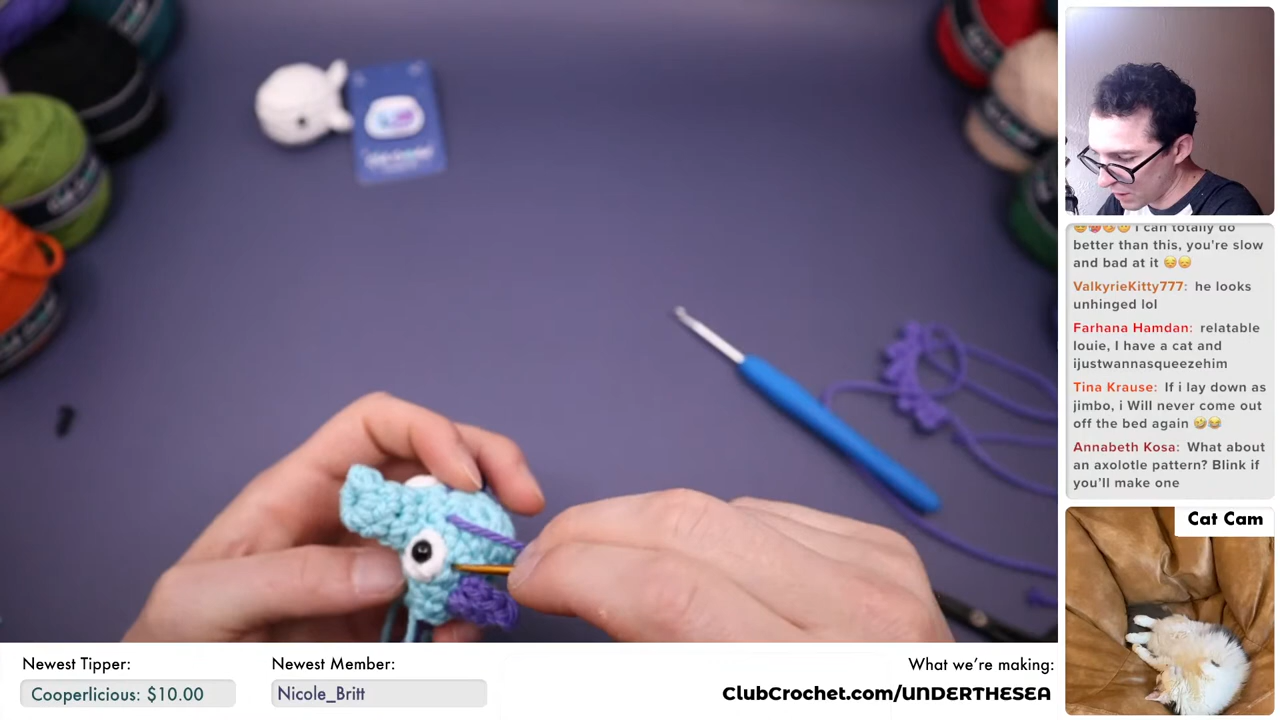 I can totally do
better than this, you're slow
and bad at it 😔😞
ValkyrieKitty777: he looks
unhinged lol
Farhana Hamdan: relatable
louie, I have a cat and
ijustwannasqueezehim
Tina Krause: If i lay down as
jimbo, i Will never come out
off the bed again 🤣😂
Annabeth Kosa: What about
an axolotle pattern? Blink if
you'll make one
Cat Cam
Newest Tipper:
Cooperlicious: $10.00
Newest Member:
Nicole_Britt
What we're making:
ClubCrochet.com/UNDERTHESEA